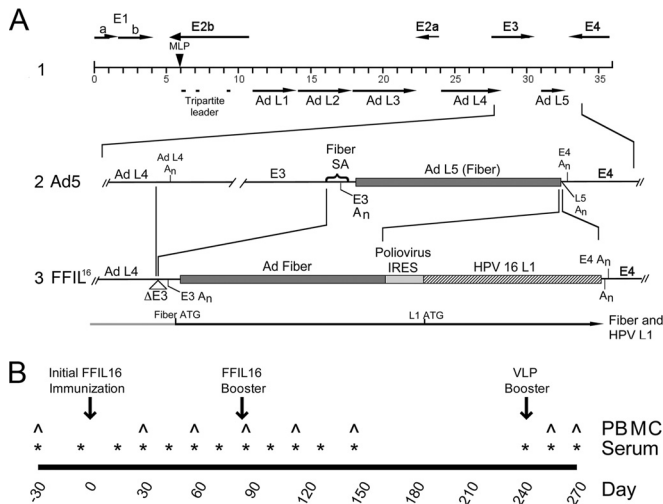 A
E1
a b
E2b
E2a
E3
E4
MLP
1
0 5 10 15 20 25 30 35
Tripartite
leader
Ad L1
Ad L2
Ad L3
Ad L4
Ad L5
2 Ad5
Ad L4
Ad L4
An
E3
Fiber
SA
E3
An
Ad L5 (Fiber)
E4
An
L5
An
E4
3 FFIL16
Ad L4
ΔE3
E3 An
Ad Fiber
Poliovirus
IRES
HPV 16 L1
E4 An
An
E4
Fiber ATG
L1 ATG
Fiber and
HPV L1
B
Initial FFIL16
Immunization
FFIL16
Booster
VLP
Booster
^ ^ ^ ^ ^ ^ ^ ^ PBMC
* * * * * * * * * * * * * * Serum
-30 0 30 60 90 120 150 180 210 240 270 Day